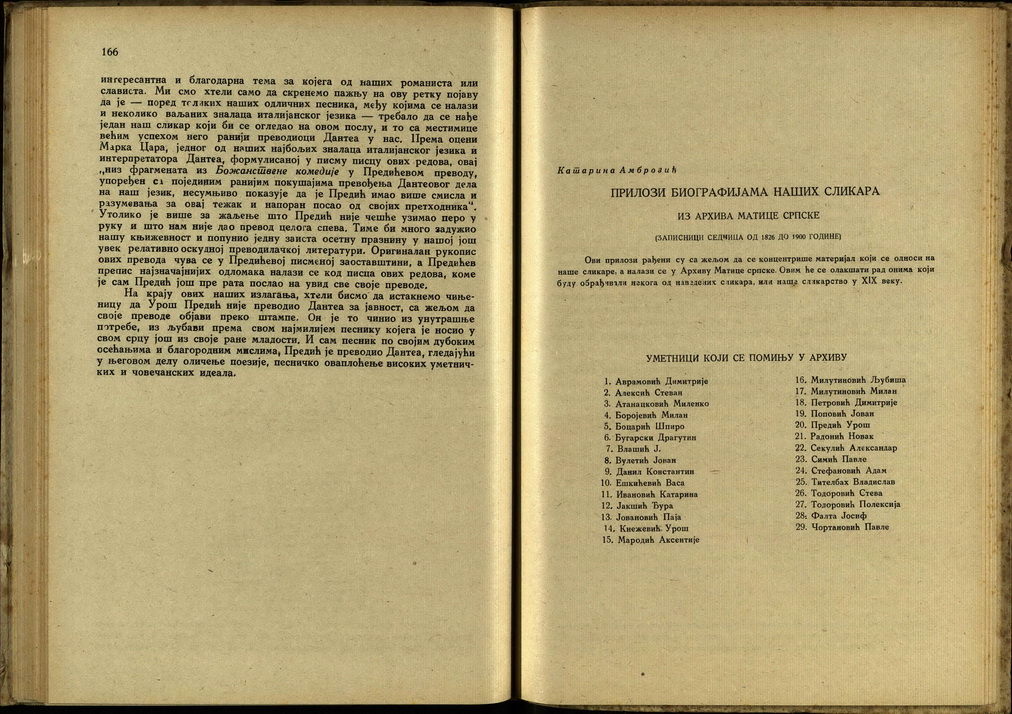 166
интересантна и благодарна тема за којега од наших романиста или
слависта. Ми смо хтели само да скренемо пажњу на ову ретку појаву
да је — поред толиких наших одличних песника, међу којима се налази
и неколико ваљаних зналаца италијанског језика — требало да се нађе
један наш сликар који би се огледао на овом послу, и то са местимице
већим успехом него ранији преводиоци Дантеа у нас. Према оцени
Марка Цара, једног од наших најбољих зналаца италијанског језика и
интерпретатора Дантеа, формулисаној у писму писцу ових редова, овај
„низ фрагмената из Божанствене комедије у Предићевом преводу,
упоређен са појединим ранијим покушајима превођења Дантеовог дела
на наш језик, несумњиво показује да је Предић имао више смисла и
разумевања за овај тежак и напоран посао од својих претходника“.
Утолико је више за жаљење што Предић није чешће узимао перо у
руку и што нам није дао превод целога спева. Тиме би много задужио
нашу књижевност и попунио једну заиста осетну празнину у нашој још
увек релативно оскудној преводилачкој литератури. Оригинални рукопис
ових превода чува се у Предићевој писменој заоставштини, а Предићев
препис најзначајнијих одломака налази се код писца ових редова, коме
је сам Предић још пре рата послао на увид све своје преводе.
На крају ових наших излагања, хтели бисмо да истакнемо чиње-
ницу да Урош Предић није преводио Дантеа за јавност, са жељом да
своје преводе објави преко штампе. Он је то чинио из унутрашње
потребе, из љубави према свом најмилијем песнику којега је носио у
свом срцу још из своје ране младости. И сам песник по својим дубоким
осећањима и благородним мислима, Предић је преводио Дантеа, гледајући
у његовом делу оличење поезије, песничко оваплоћење високих уметнич-
ких и човечанских идеала.
Катарина Амброзић
ПРИЛОЗИ БИОГРАФИЈАМА НАШИХ СЛИКАРА
ИЗ АРХИВА МАТИЦЕ СРПСКЕ
(ЗАПИСНИЦИ СЕДНИЦА ОД 1826 ДО 1900 ГОДИНЕ)
Ови прилози рађени су са жељом да се концентрише материјал који се односи на
наше сликаре, а налази се у Архиву Матице српске. Овим ће се олакшати рад онима који
буду обрађивали некога од наведених сликара, или наше сликарство у XIX веку.
УМЕТНИЦИ КОЈИ СЕ ПОМИЊУ У АРХИВУ
1. Аврамовић Димитрије
2. Алексић Стеван
3. Атанацковић Миленко
4. Боројевић Милан
5. Боцарић Шпиро
6. Бугарски Драгутин
7. Влашић Ј.
8. Вулетић Јован
9. Данил Константин
10. Ешкићевић Васа
11. Ивановић Катарина
12. Јакшић Ђура
13. Јовановић Паја
14. Кнежевић Урош
15. Мародић Аксентије
16. Милутиновић Љубиша
17. Милутиновић Милан
18. Петровић Димитрије
19. Поповић Јован
20. Предић Урош
21. Радонић Новак
22. Секулић Александар
23. Симић Павле
24. Стефановић Адам
25. Тителбах Владислав
26. Тодоровић Стева
27. Тодоровић Полексија
28. Фалта Јосиф
29. Чортановић Павле